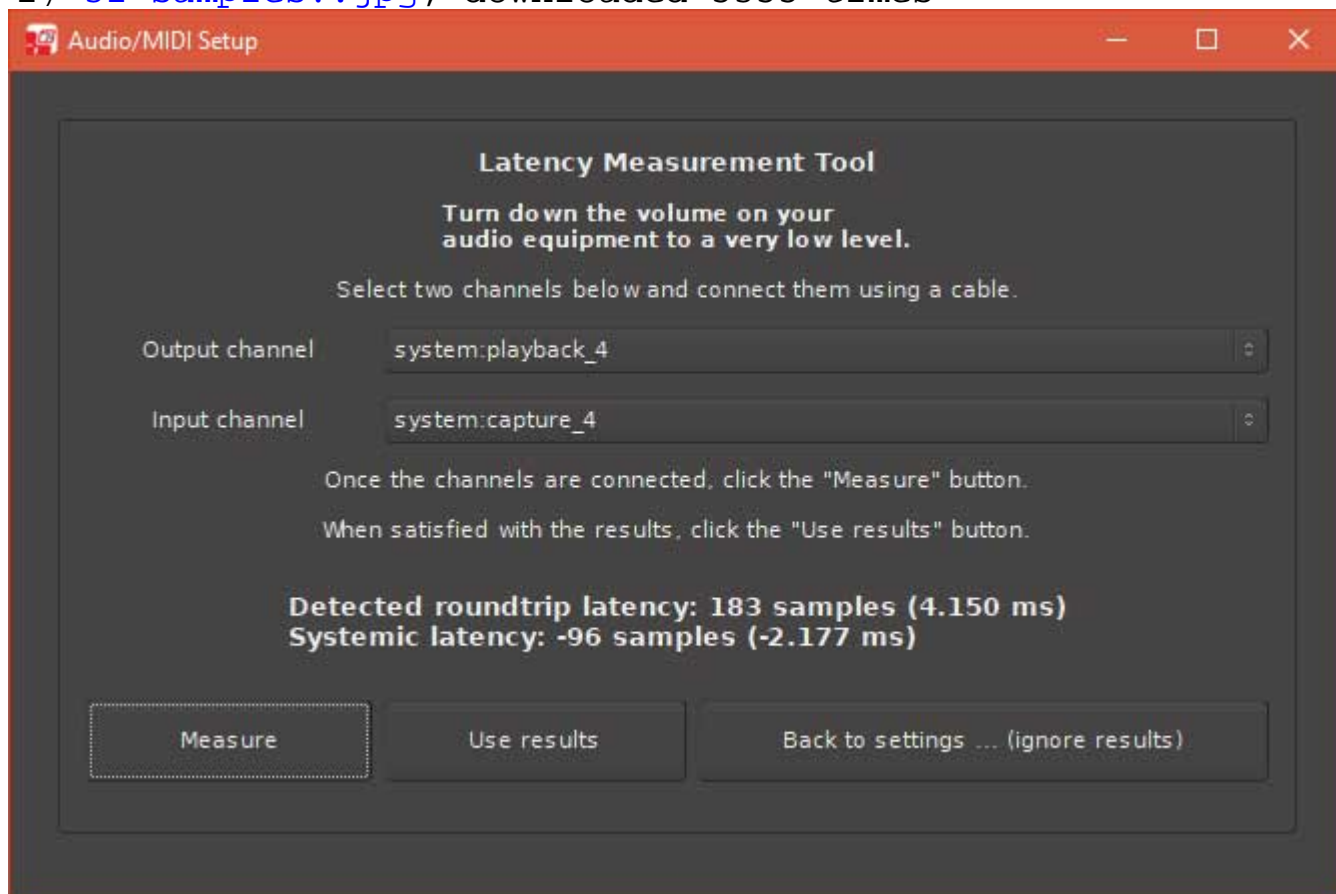 Audio/MIDI Setup
Latency Measurement Tool
Turn down the volume on your
audio equipment to a very low level.
Select two channels below and connect them using a cable.
Output channel system:playback_4
Input channel system:capture_4
Once the channels are connected, click the "Measure" button.
When satisfied with the results, click the "Use results" button.
Detected roundtrip latency: 183 samples (4.150 ms)
Systemic latency: -96 samples (-2.177 ms)
Measure Use results Back to settings ... (ignore results)